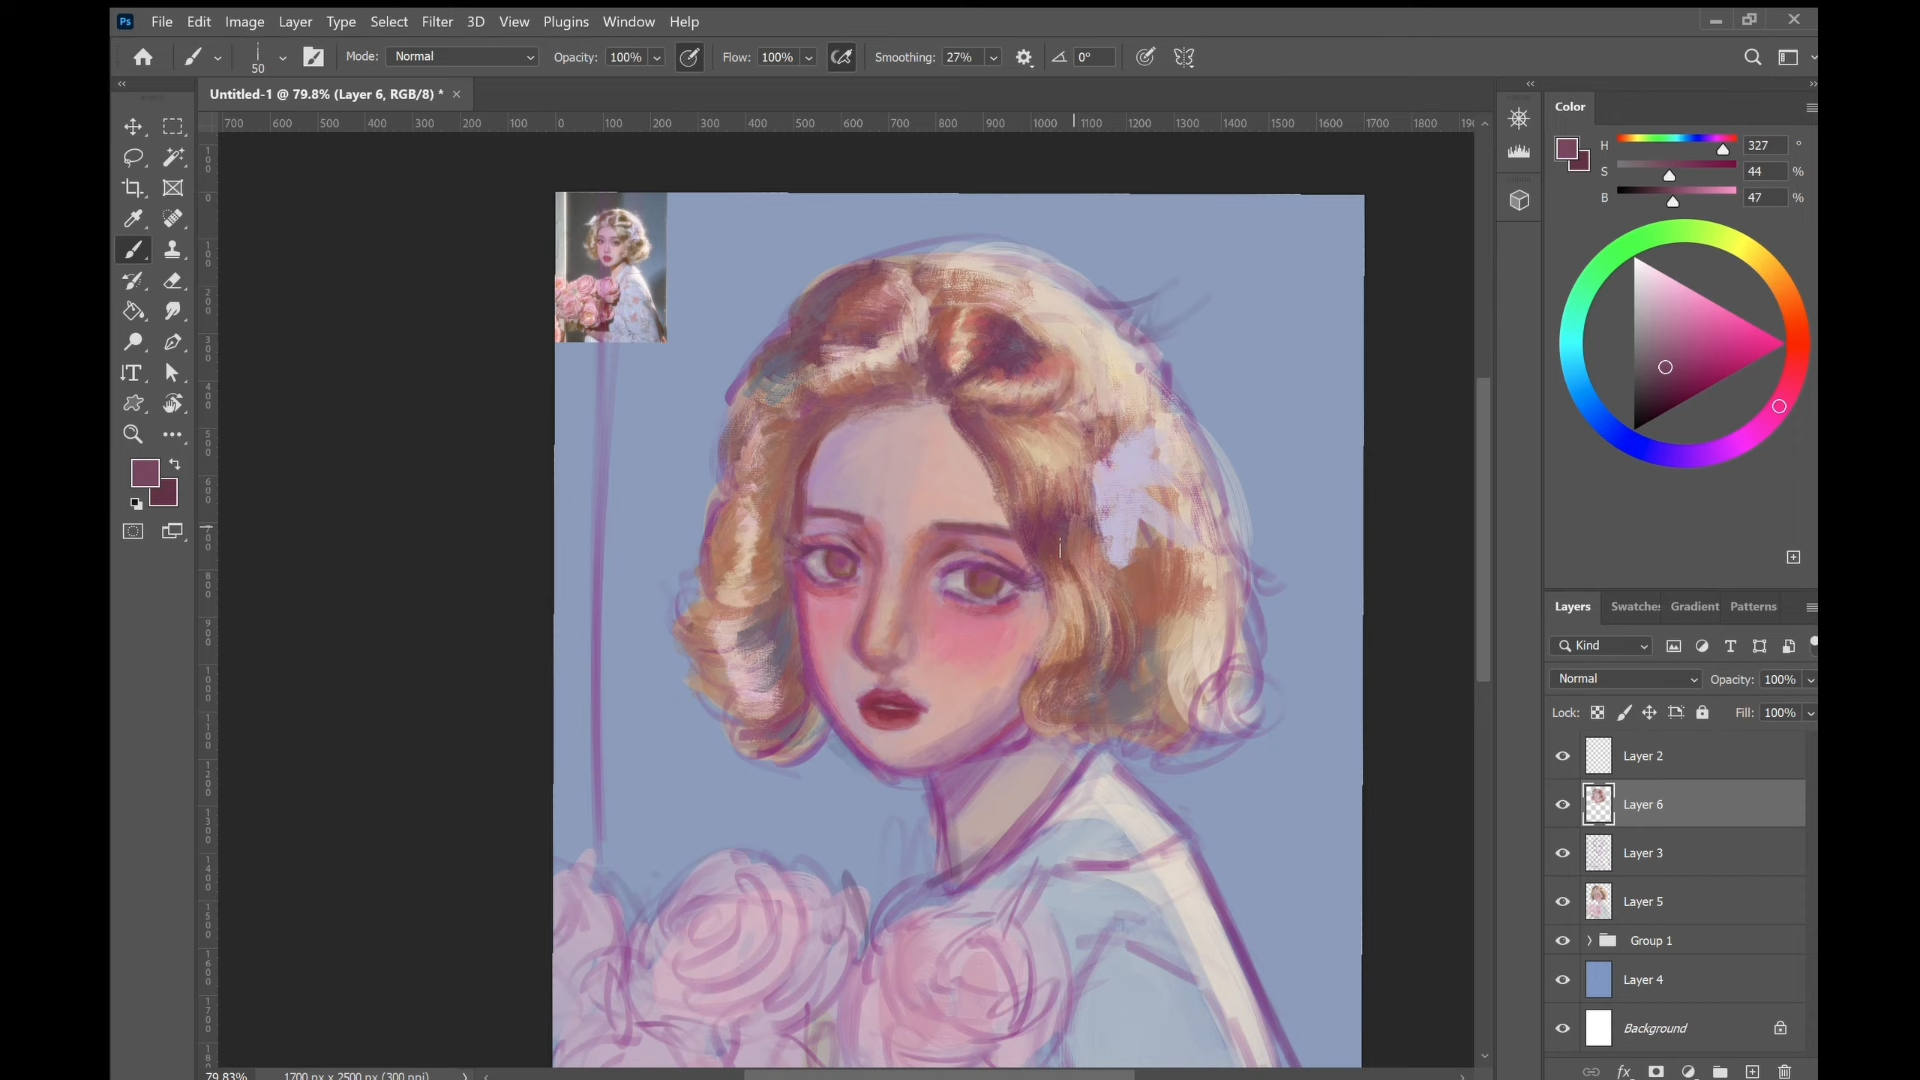 Ps File Edit Image Layer Type Select Filter 3D View Plugins Window Help
50 Mode: Normal Opacity: 100% Flow: 100% Smoothing: 27% 0°
Untitled-1 @ 79.8% (Layer 6, RGB/8) *
700 600 500 400 300 200 100 0 100 200 300 400 500 600 700 800 900 1000 1100 1200 1300 1400 1500 1600 1700 1800
Color
H 327 °
S 44 %
B 47 %
Layers Swatches Gradient Patterns
Kind
Normal Opacity: 100%
Lock: Fill: 100%
Layer 2
Layer 6
Layer 3
Layer 5
Group 1
Layer 4
Background
fx
79.83% 1700 px x 2500 px (300 ppi)